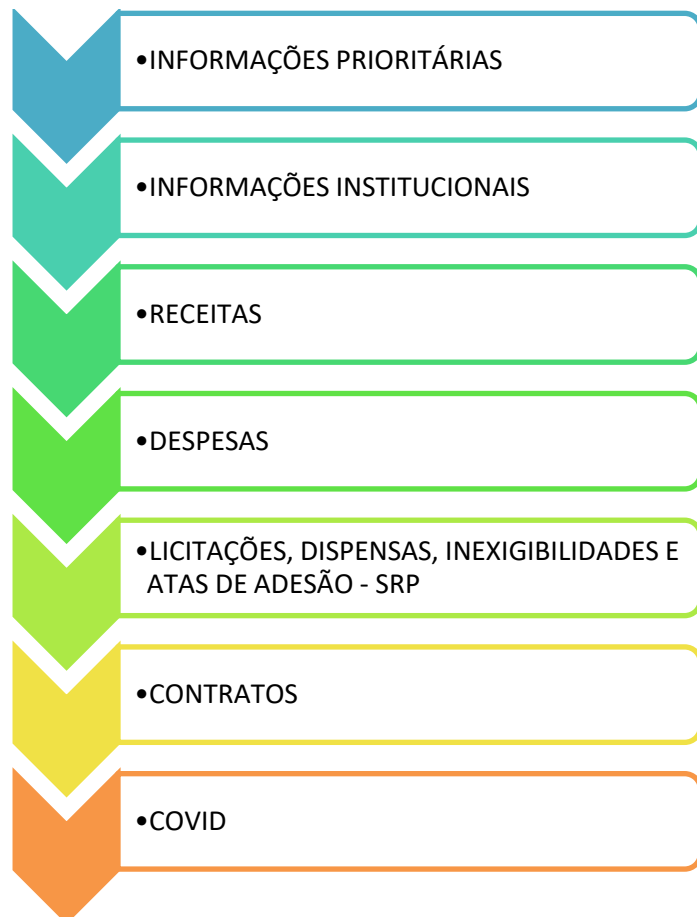 •INFORMAÇÕES PRIORITÁRIAS
•INFORMAÇÕES INSTITUCIONAIS
•RECEITAS
•DESPESAS
•LICITAÇÕES, DISPENSAS, INEXIGIBILIDADES E
ATAS DE ADESÃO - SRP
•CONTRATOS
•COVID